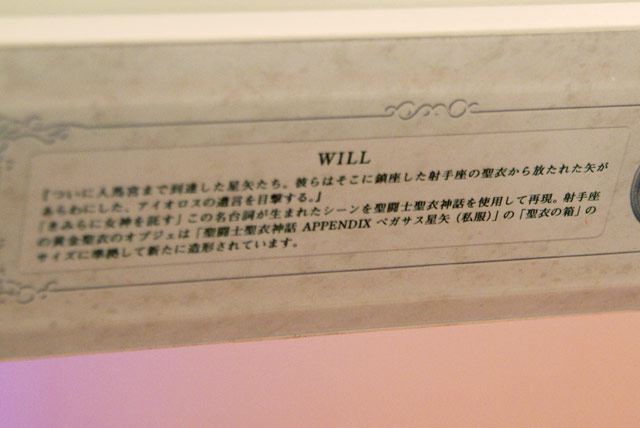 WILL
『ついに人馬宮まで到達した星矢たち。彼らはそこに鎮座した射手座の聖衣から放たれた矢が
あらわにした、アイオロスの遺言を目撃する。』
「きみらに女神を託す」この名台詞が生まれたシーンを聖闘士聖衣神話を使用して再現。射手座
の黄金聖衣のオブジェは「聖闘士聖衣神話 APPENDIX ペガサス星矢（私服）」の「聖衣の箱」の
サイズに準拠して新たに造形されています。